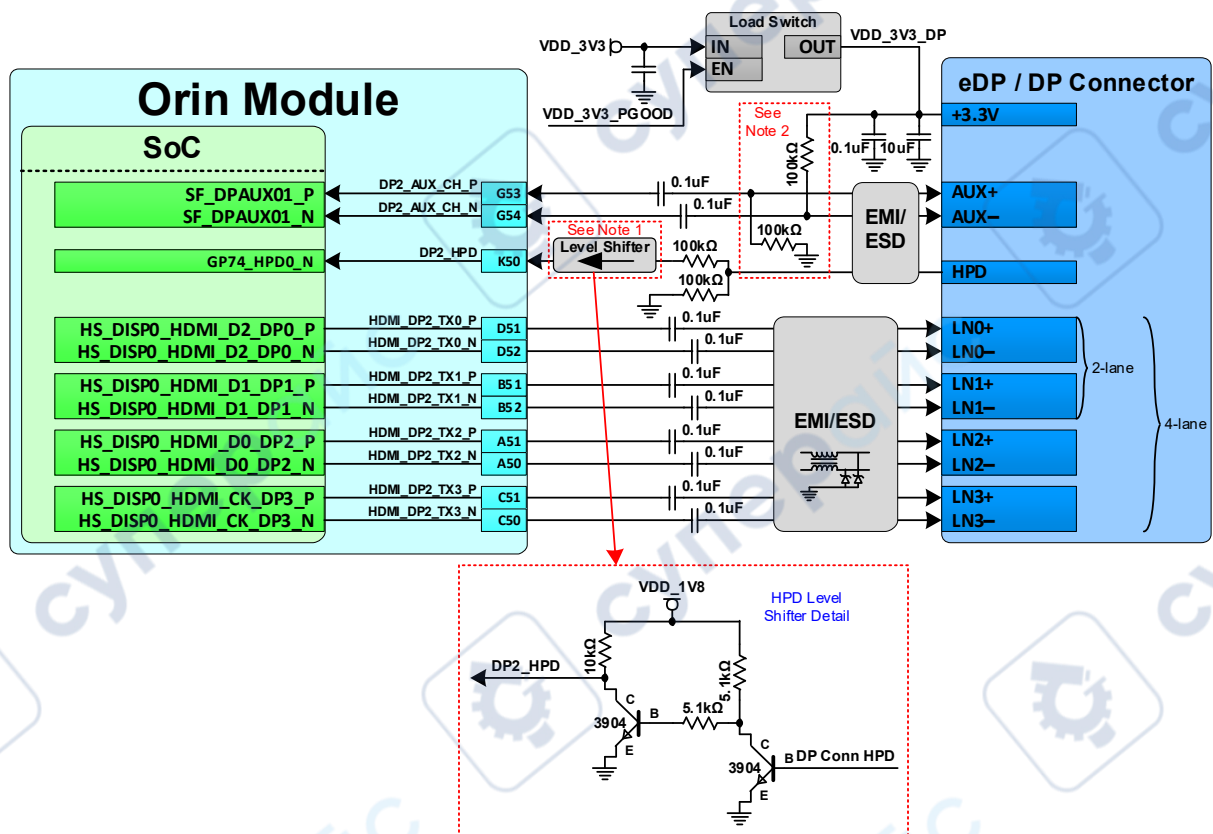 Load Switch
VDD_3V3
IN
OUT
VDD_3V3_DP
EN
VDD_3V3_PGOOD
Orin Module
SoC
eDP / DP Connector
+3.3V
See
Note 2
100kΩ
0.1uF
10uF
SF_DPAUX01_P
DP2_AUX_CH_P
G53
0.1uF
AUX+
SF_DPAUX01_N
DP2_AUX_CH_N
G54
0.1uF
AUX–
EMI/
ESD
100kΩ
See Note 1
Level Shifter
GP74_HPD0_N
DP2_HPD
K50
100kΩ
100kΩ
HPD
HS_DISP0_HDMI_D2_DP0_P
HDMI_DP2_TX0_P
D51
0.1uF
LN0+
HS_DISP0_HDMI_D2_DP0_N
HDMI_DP2_TX0_N
D52
0.1uF
LN0–
HS_DISP0_HDMI_D1_DP1_P
HDMI_DP2_TX1_P
B51
0.1uF
LN1+
HS_DISP0_HDMI_D1_DP1_N
HDMI_DP2_TX1_N
B52
0.1uF
LN1–
2-lane
EMI/ESD
HS_DISP0_HDMI_D0_DP2_P
HDMI_DP2_TX2_P
A51
0.1uF
LN2+
HS_DISP0_HDMI_D0_DP2_N
HDMI_DP2_TX2_N
A50
0.1uF
LN2–
4-lane
HS_DISP0_HDMI_CK_DP3_P
HDMI_DP2_TX3_P
C51
0.1uF
LN3+
HS_DISP0_HDMI_CK_DP3_N
HDMI_DP2_TX3_N
C50
0.1uF
LN3–
VDD_1V8
HPD Level
Shifter Detail
10kΩ
5.1kΩ
DP2_HPD
C
B
E
3904
5.1kΩ
C
B
E
3904
DP Conn HPD